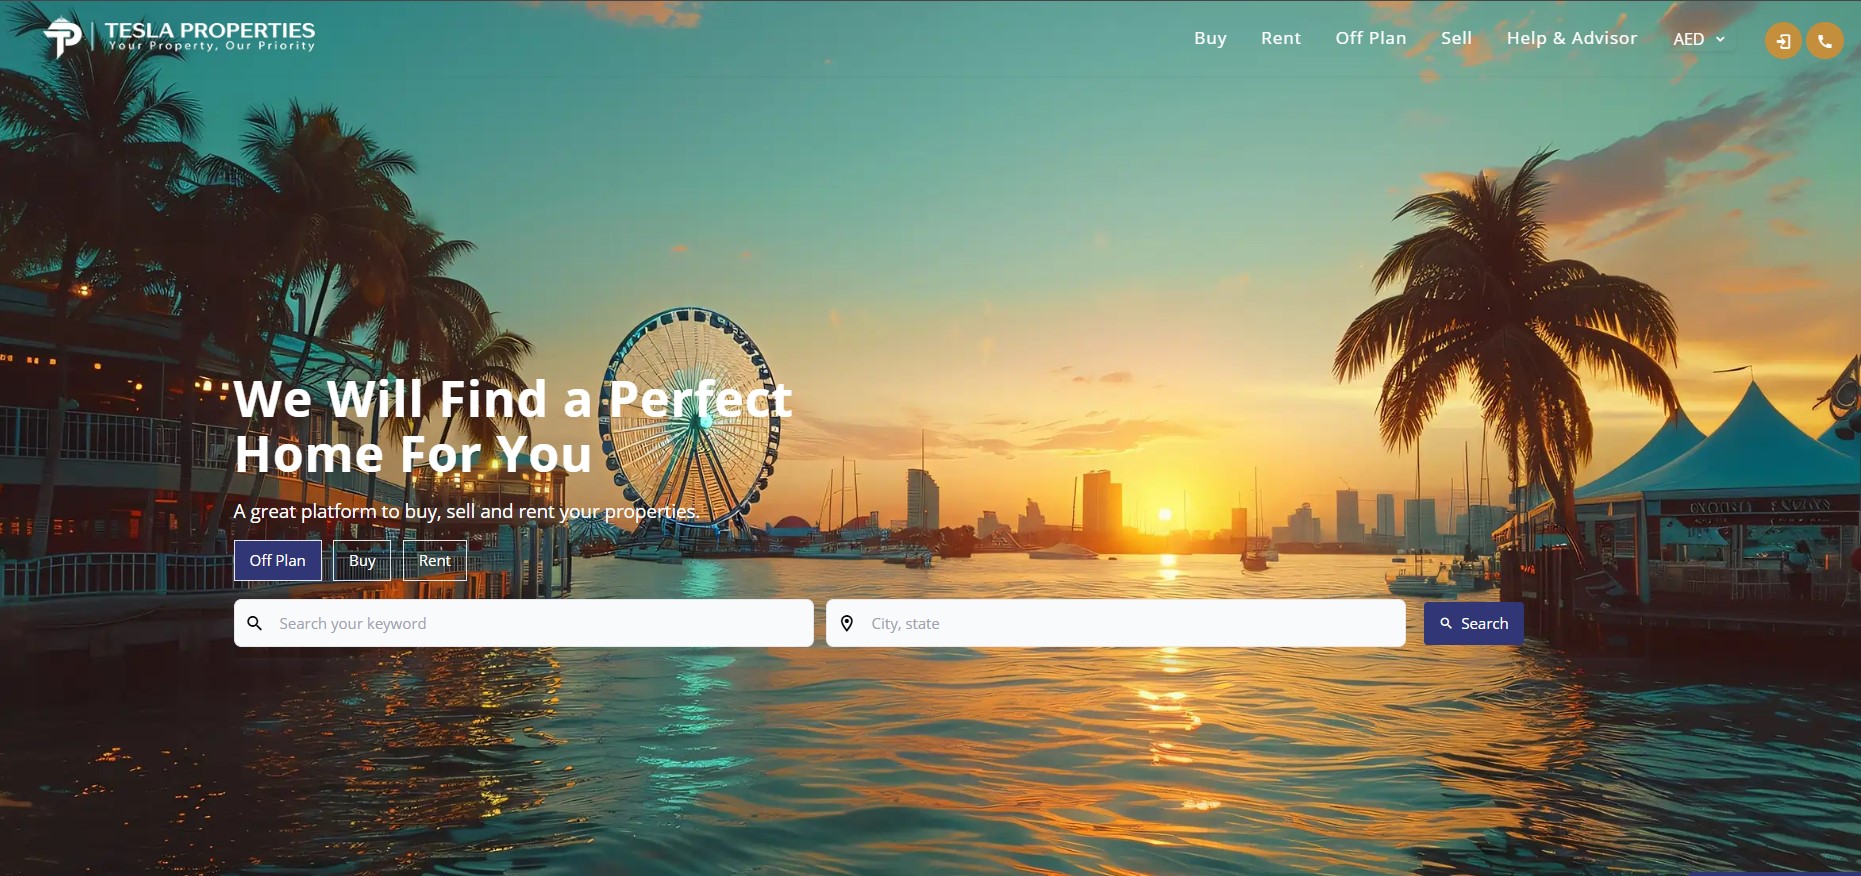 TESLA PROPERTIES
Your Property, Our Priority
Buy
Rent
Off Plan
Sell
Help & Advisor
AED
We Will Find a Perfect
Home For You
A great platform to buy, sell and rent your properties.
Off Plan
Buy
Rent
Search your keyword
City, state
Search